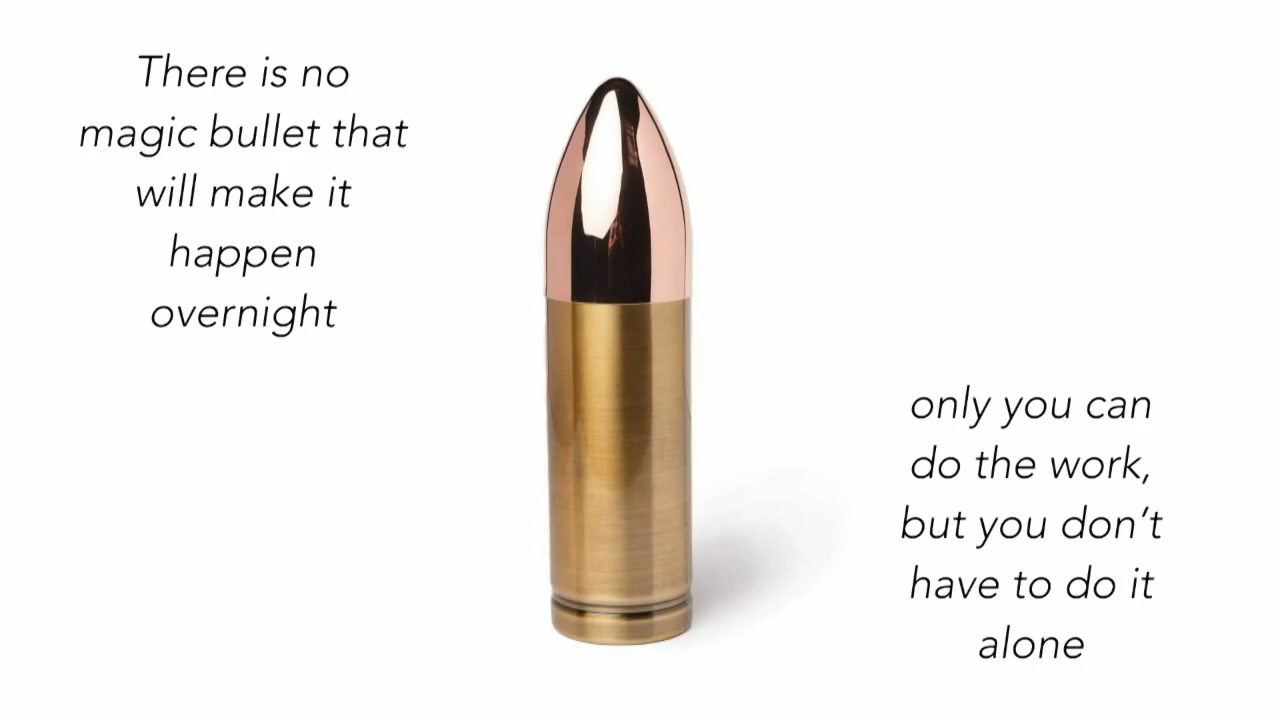 There is no
magic bullet that
will make it
happen
overnight
only you can
do the work,
but you don’t
have to do it
alone